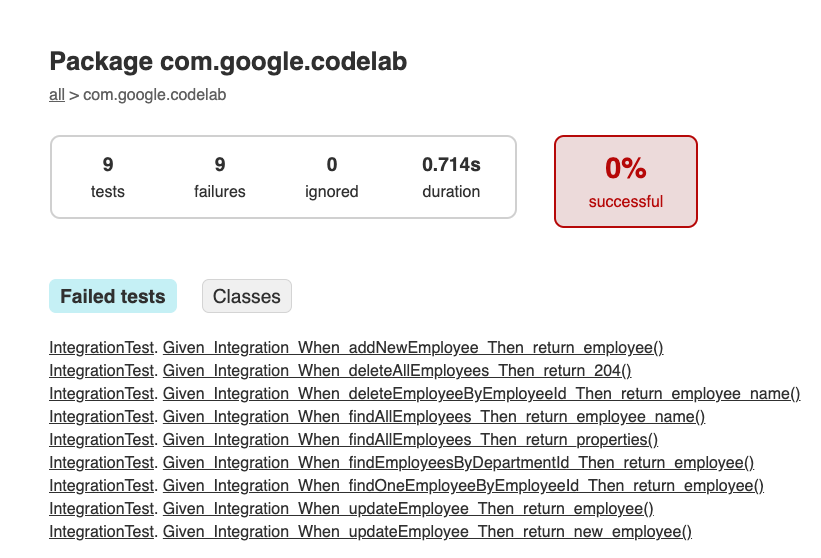 Package com.google.codelab
all > com.google.codelab
9 9 0 0.714s
tests failures ignored duration
0%
successful
Failed tests Classes
IntegrationTest. Given_Integration_When_addNewEmployee_Then_return_employee()
IntegrationTest. Given_Integration_When_deleteAllEmployees_Then_return_204()
IntegrationTest. Given_Integration_When_deleteEmployeeByEmployeeId_Then_return_employee_name()
IntegrationTest. Given_Integration_When_findAllEmployees_Then_return_employee_name()
IntegrationTest. Given_Integration_When_findAllEmployees_Then_return_properties()
IntegrationTest. Given_Integration_When_findEmployeesByDepartmentId_Then_return_employee()
IntegrationTest. Given_Integration_When_findOneEmployeeByEmployeeId_Then_return_employee()
IntegrationTest. Given_Integration_When_updateEmployee_Then_return_employee()
IntegrationTest. Given_Integration_When_updateEmployee_Then_return_new_employee()